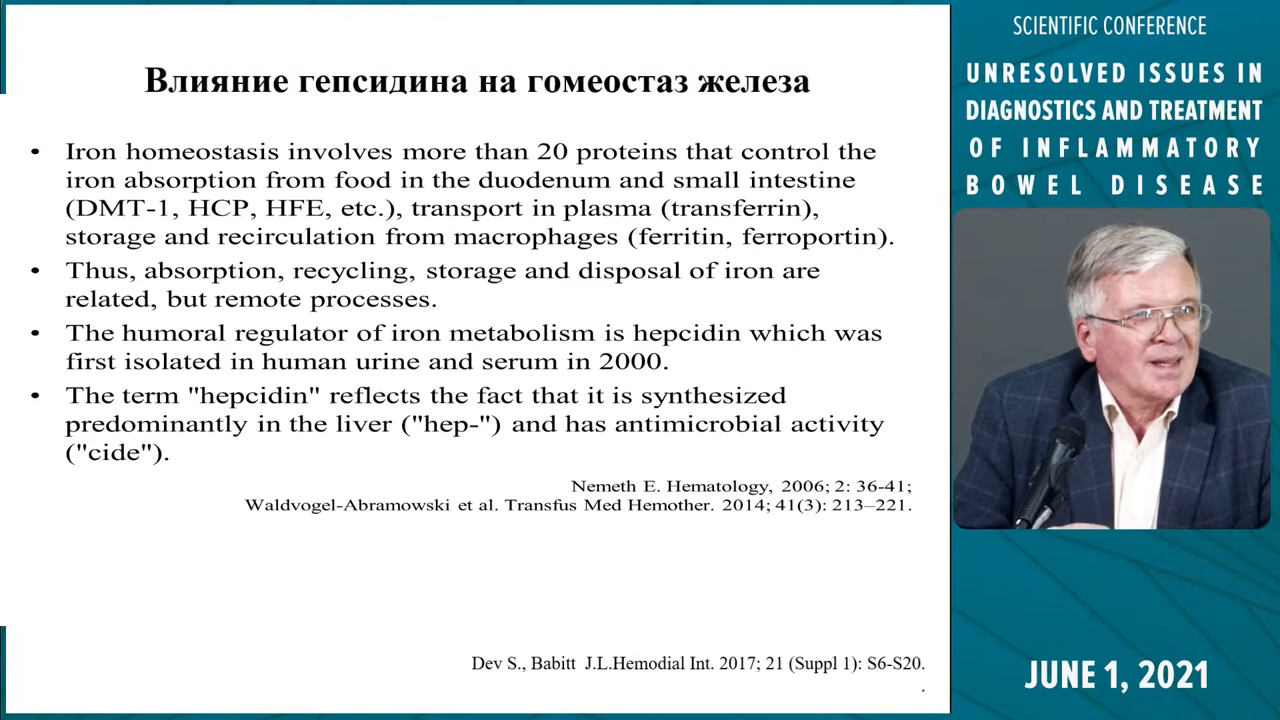 Влияние гепсидина на гомеостаз железа
• Iron homeostasis involves more than 20 proteins that control the
iron absorption from food in the duodenum and small intestine
(DMT-1, HCP, HFE, etc.), transport in plasma (transferrin),
storage and recirculation from macrophages (ferritin, ferroportin).
• Thus, absorption, recycling, storage and disposal of iron are
related, but remote processes.
• The humoral regulator of iron metabolism is hepcidin which was
first isolated in human urine and serum in 2000.
• The term "hepcidin" reflects the fact that it is synthesized
predominantly in the liver ("hep-") and has antimicrobial activity
("cide").
Nemeth E. Hematology, 2006; 2: 36-41;
Waldvogel-Abramowski et al. Transfus Med Hemother. 2014; 41(3): 213–221.
Dev S., Babitt J.L.Hemodial Int. 2017; 21 (Suppl 1): S6-S20.
.
SCIENTIFIC CONFERENCE
UNRESOLVED ISSUES IN
DIAGNOSTICS AND TREATMENT
OF INFLAMMATORY
BOWEL DISEASE
JUNE 1, 2021